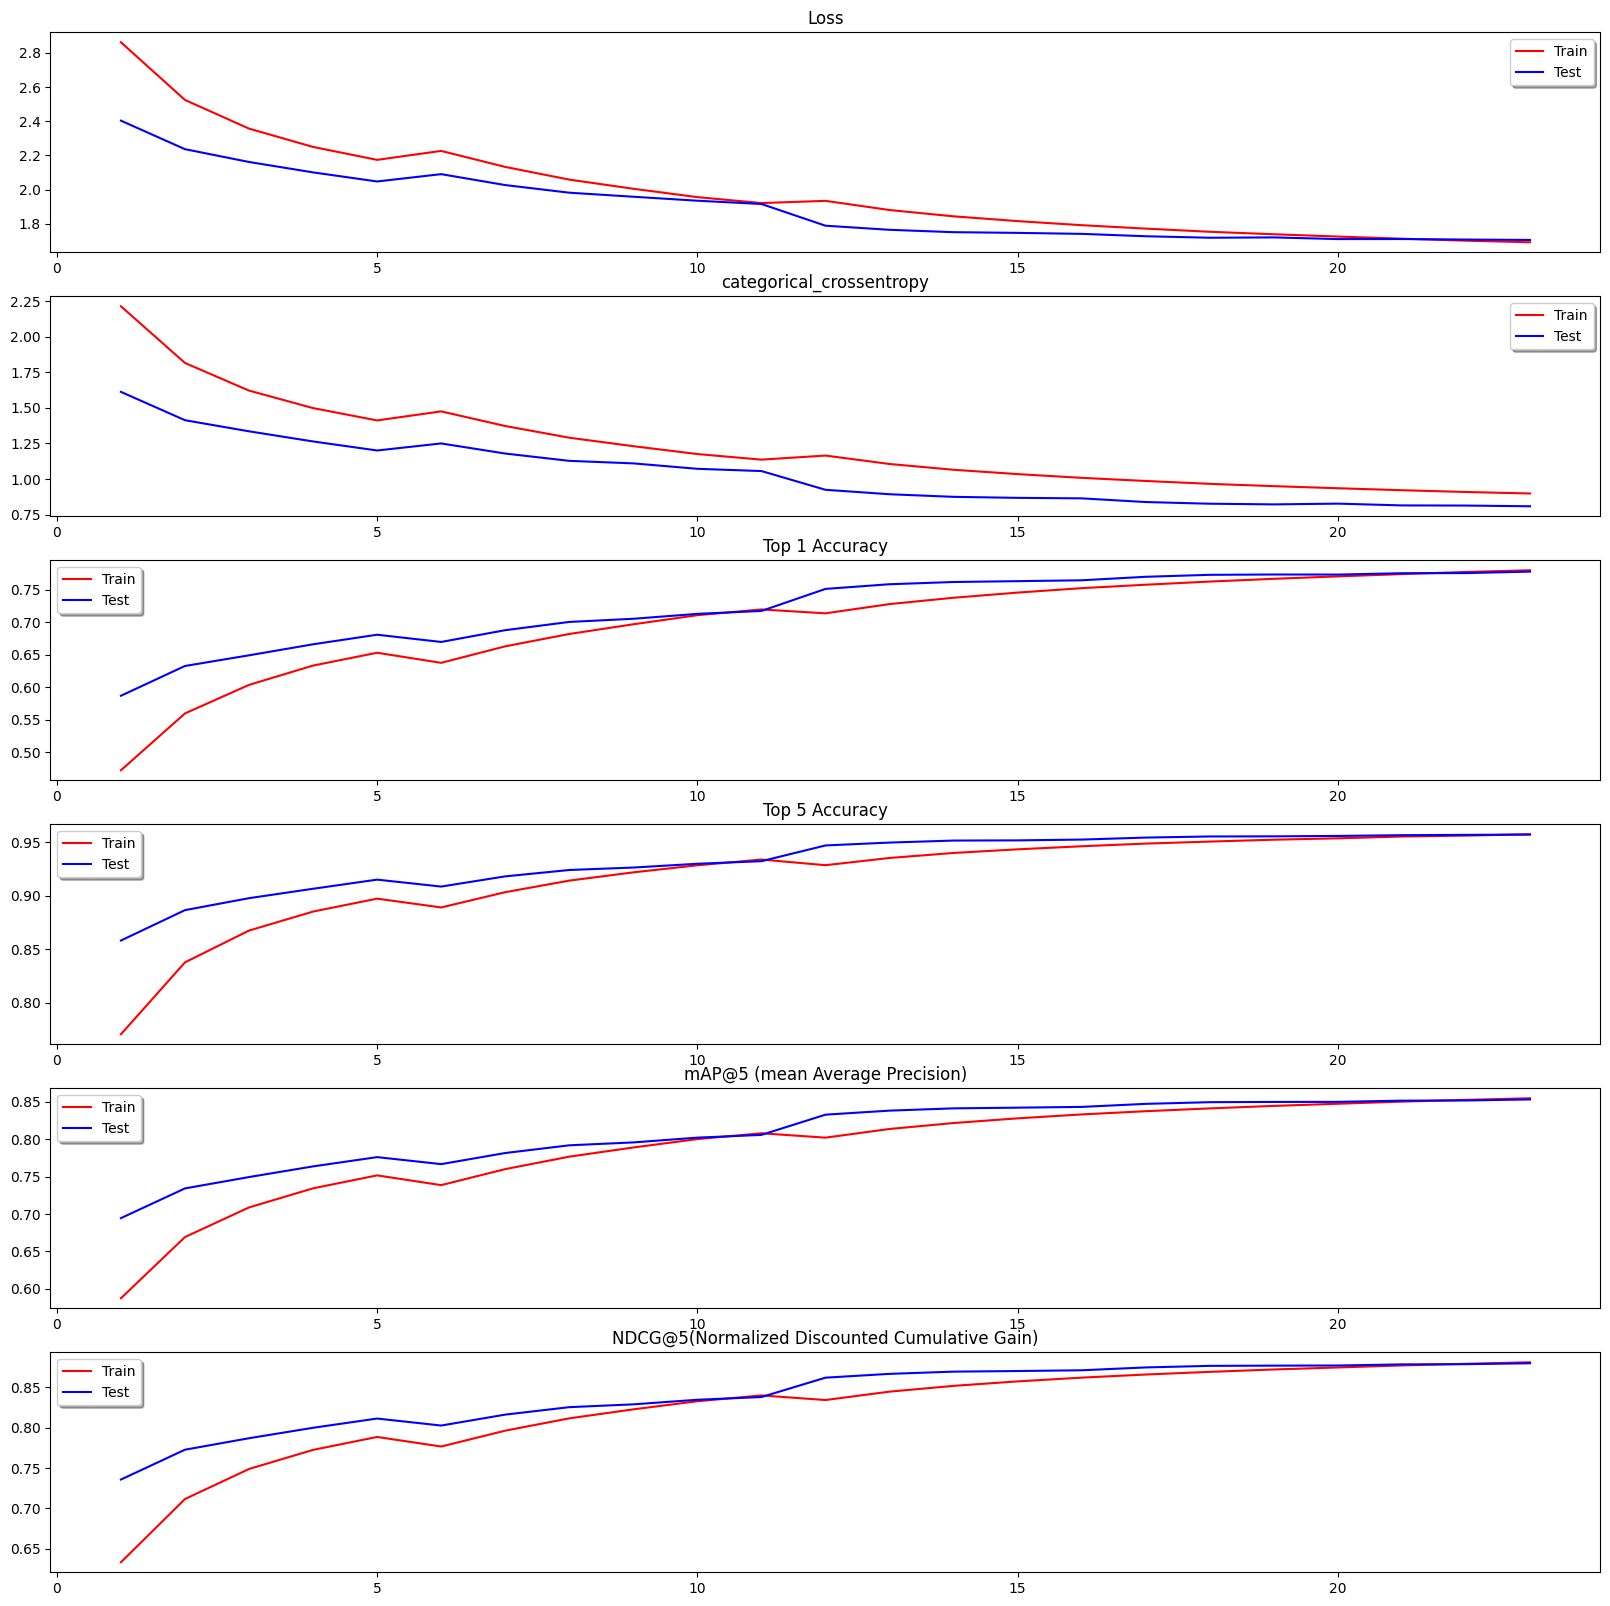 Loss
2.8
2.6
2.4
2.2
2.0
1.8
Train
Test
0 5 10 15 20
categorical_crossentropy
2.25
2.00
1.75
1.50
1.25
1.00
0.75
Train
Test
0 5 10 15 20
Top 1 Accuracy
0.75
0.70
0.65
0.60
0.55
0.50
Train
Test
0 5 10 15 20
Top 5 Accuracy
0.95
0.90
0.85
0.80
Train
Test
0 5 10 15 20
mAP@5 (mean Average Precision)
0.85
0.80
0.75
0.70
0.65
0.60
Train
Test
0 5 10 15 20
NDCG@5(Normalized Discounted Cumulative Gain)
0.85
0.80
0.75
0.70
0.65
Train
Test
0 5 10 15 20